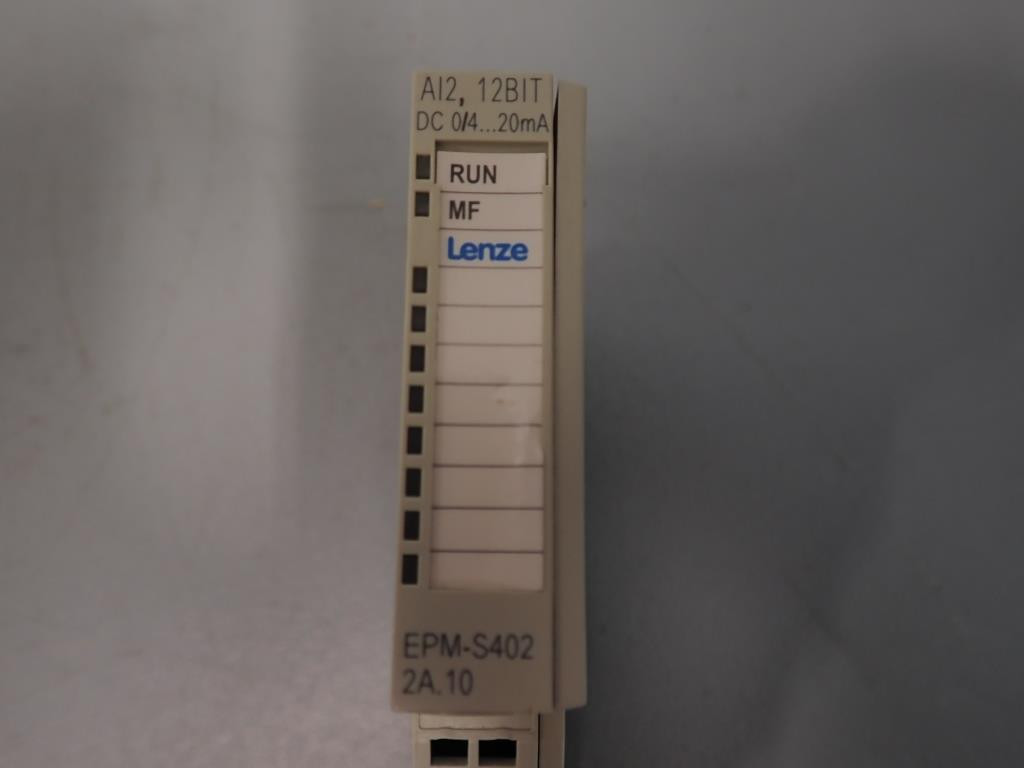 AI2, 12BIT
DC 0/4...20mA
RUN
MF
Lenze
EPM-S402
2A.10